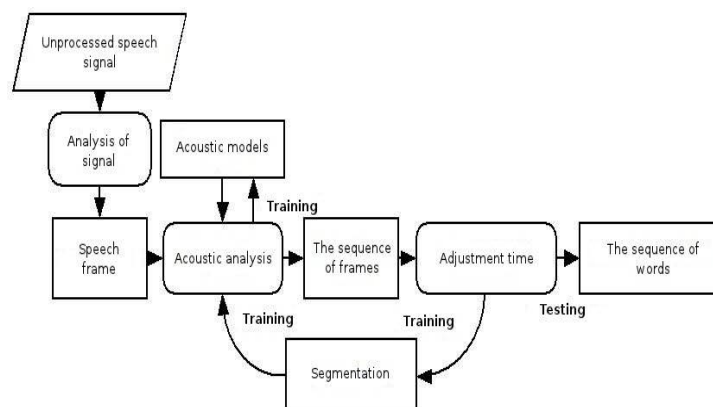 Unprocessed speech
signal
Analysis of
signal
Acoustic models
Training
Speech
frame
Acoustic analysis
The sequence
of frames
Adjustment time
The sequence of
words
Training
Training
Testing
Segmentation